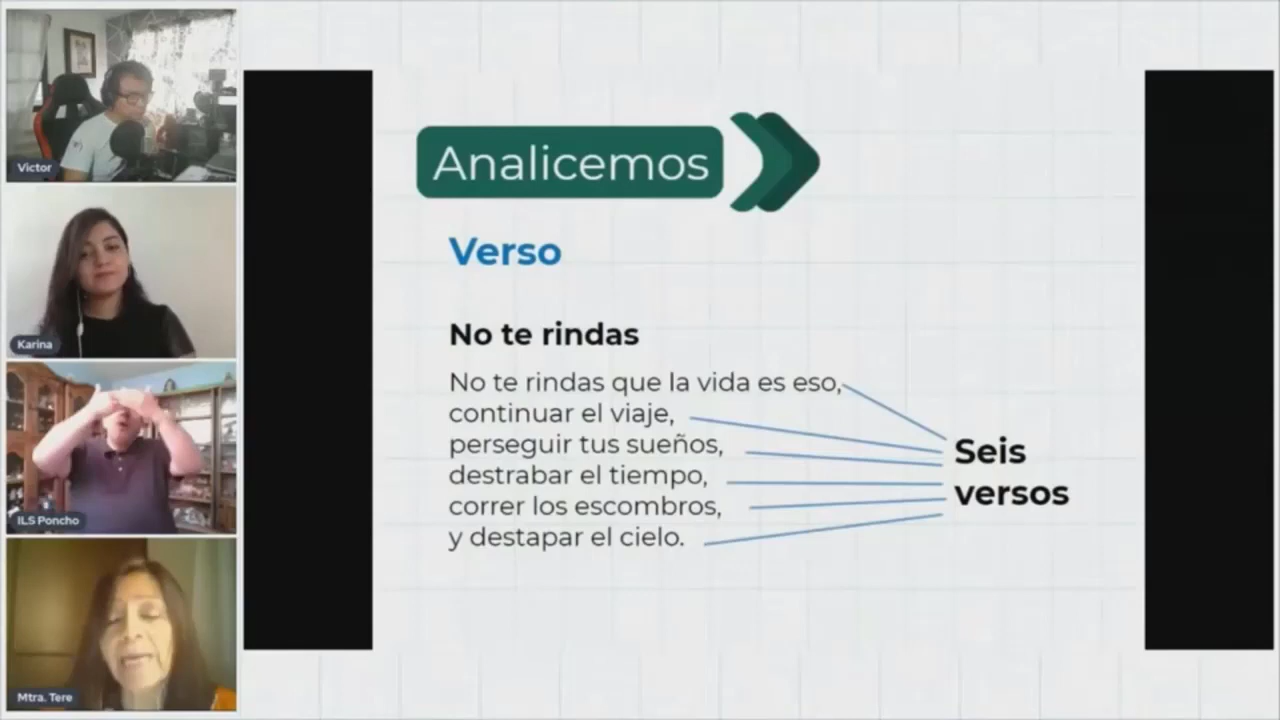 Victor
Karina
ILS Poncho
Mtra. Tere
Analicemos
Verso
No te rindas
No te rindas que la vida es eso,
continuar el viaje,
perseguir tus sueños,
destrabar el tiempo,
correr los escombros,
y destapar el cielo.
Seis
versos